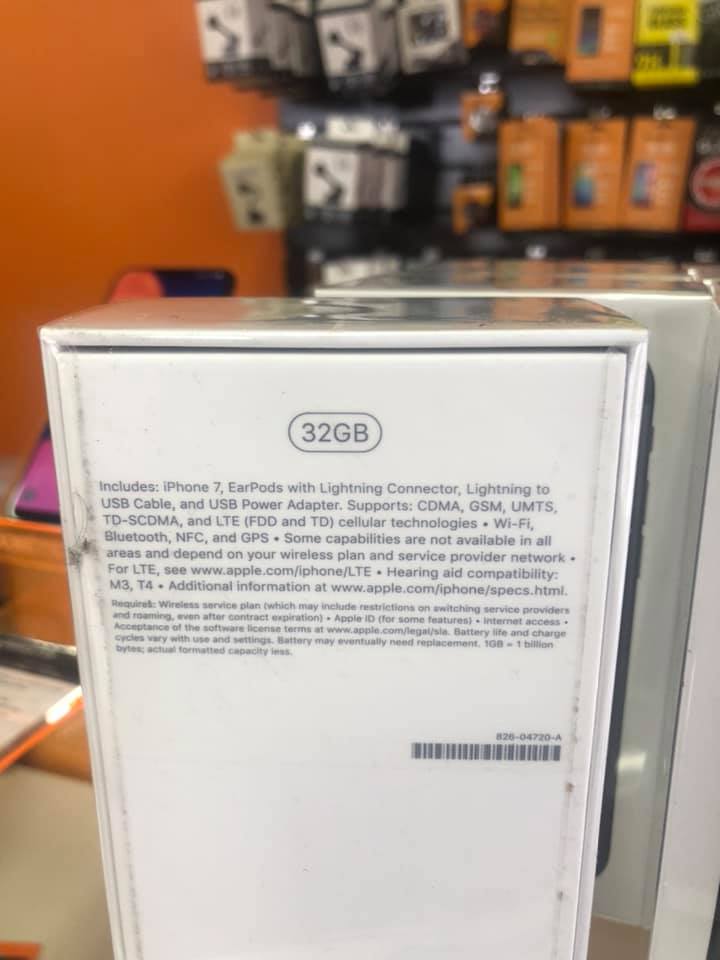 32GB
Includes: iPhone 7, EarPods with Lightning Connector, Lightning to
USB Cable, and USB Power Adapter. Supports: CDMA, GSM, UMTS,
TD-SCDMA, and LTE (FDD and TD) cellular technologies • Wi-Fi,
Bluetooth, NFC, and GPS • Some capabilities are not available in all
areas and depend on your wireless plan and service provider network •
For LTE, see www.apple.com/iphone/LTE • Hearing aid compatibility:
M3, T4 • Additional information at www.apple.com/iphone/specs.html.
Requires: Wireless service plan (which may include restrictions on switching service providers
and roaming, even after contract expiration) • Apple ID (for some features) • Internet access •
Acceptance of the software license terms at www.apple.com/legal/sla. Battery life and charge
cycles vary with use and settings. Battery may eventually need replacement. 1GB = 1 billion
bytes; actual formatted capacity less.
826-04720-A